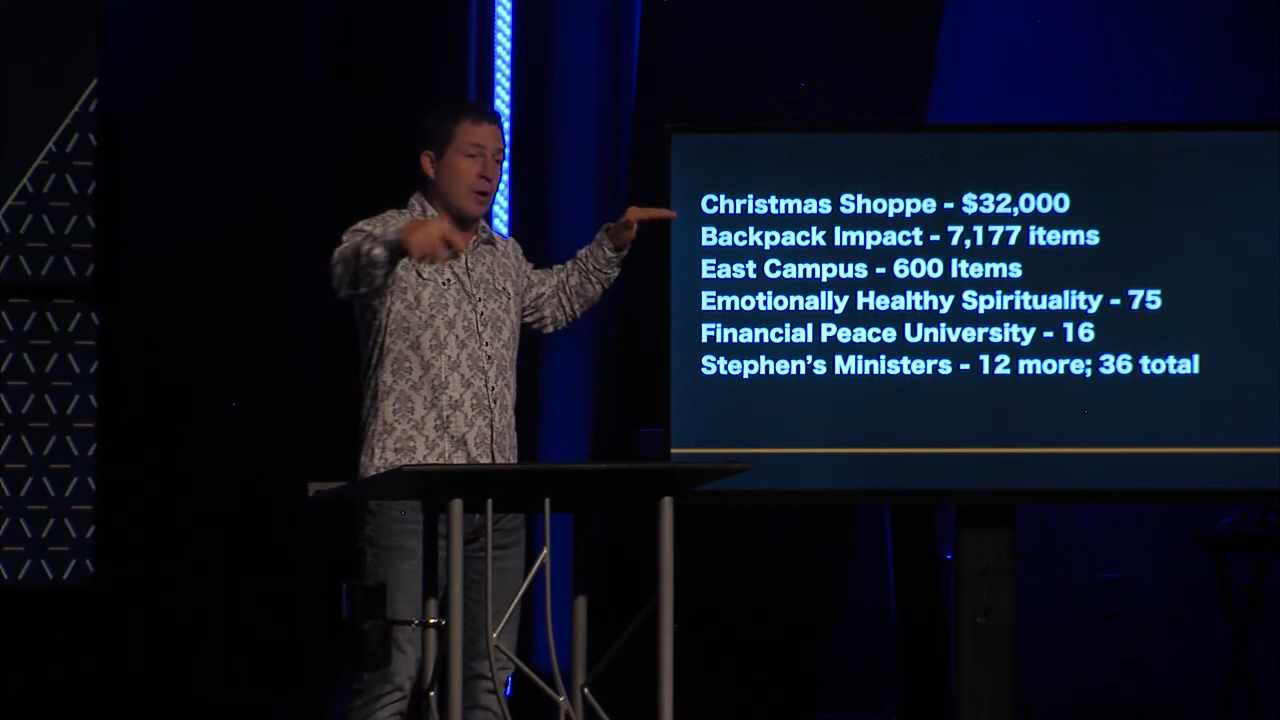 Christmas Shoppe - $32,000
Backpack Impact - 7,177 items
East Campus - 600 Items
Emotionally Healthy Spirituality - 75
Financial Peace University - 16
Stephen’s Ministers - 12 more; 36 total